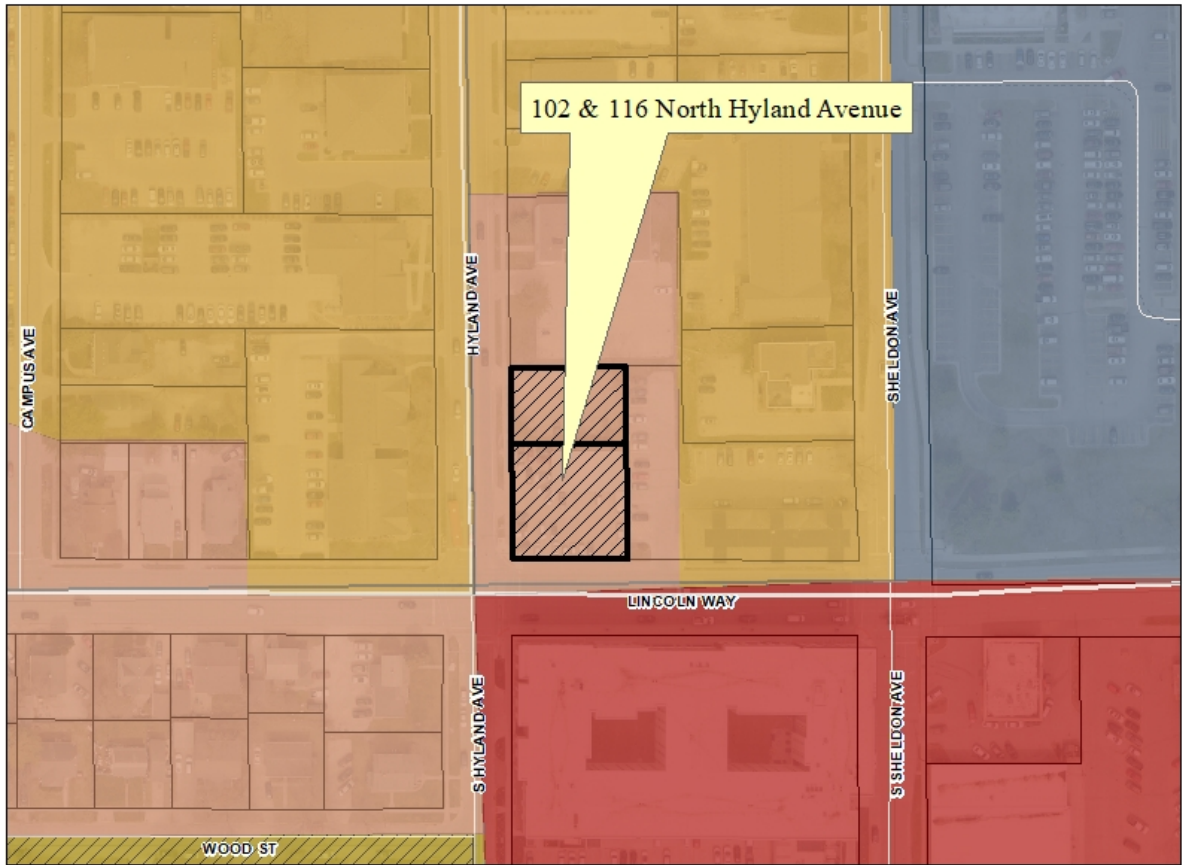 102 & 116 North Hyland Avenue
HYLAND AVE
CAMPUS AVE
SHELDON AVE
LINCOLN WAY
S HYLAND AVE
S SHELDON AVE
WOOD ST